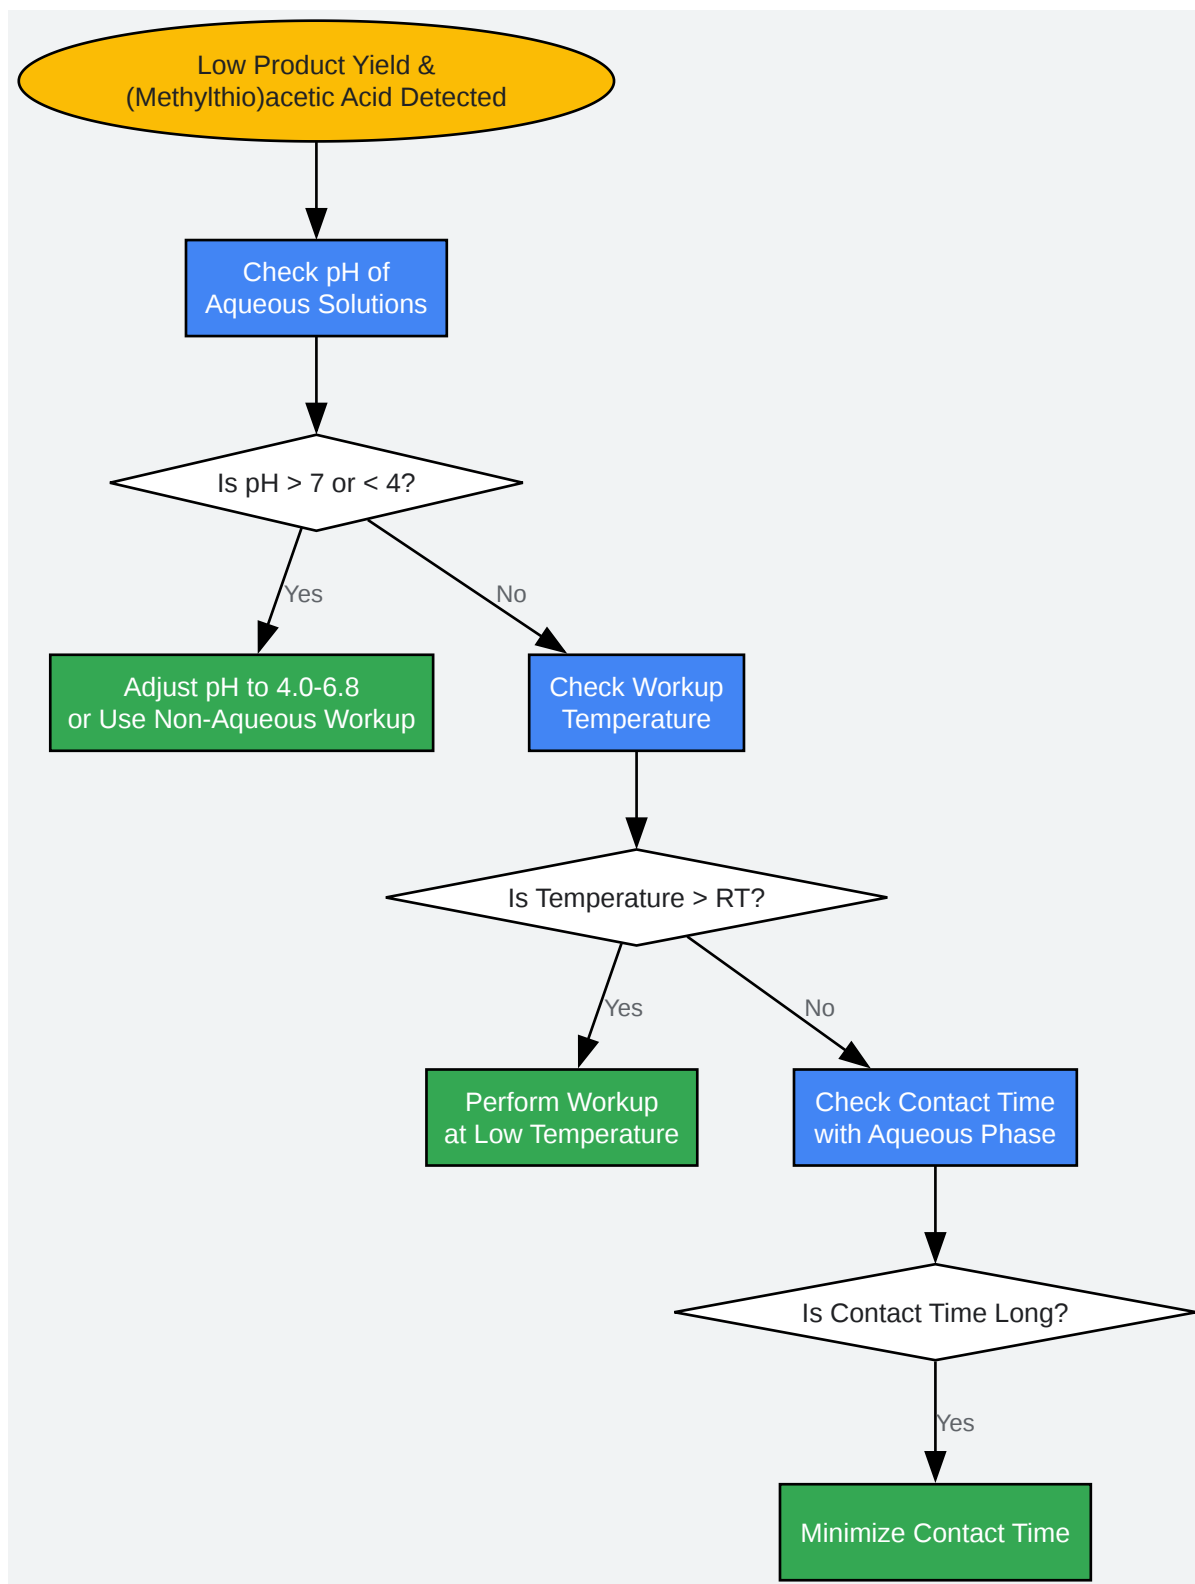 Low Product Yield &
(Methylthio)acetic Acid Detected
Check pH of
Aqueous Solutions
Is pH > 7 or < 4?
Yes
No
Adjust pH to 4.0-6.8
or Use Non-Aqueous Workup
Check Workup
Temperature
Is Temperature > RT?
Yes
No
Perform Workup
at Low Temperature
Check Contact Time
with Aqueous Phase
Is Contact Time Long?
Yes
Minimize Contact Time